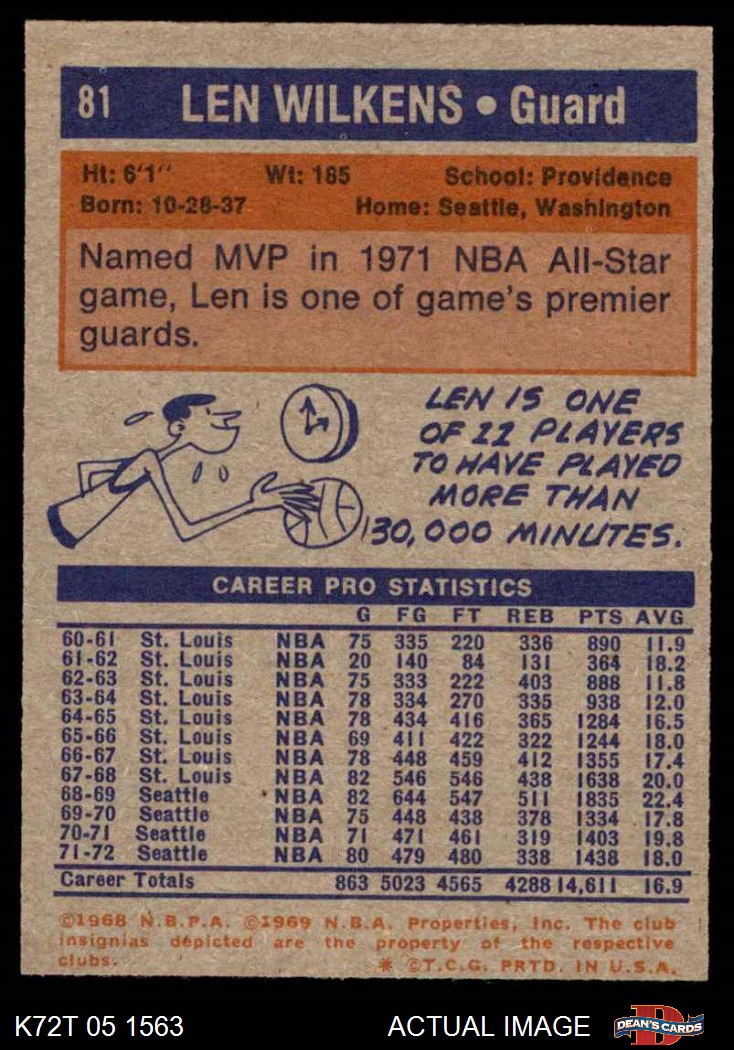 81 LEN WILKENS • Guard
Ht: 6'1'' Wt: 185 School: Providence
Born: 10-28-37 Home: Seattle, Washington
Named MVP in 1971 NBA All-Star
game, Len is one of game's premier
guards.
LEN IS ONE
OF 11 PLAYERS
TO HAVE PLAYED
MORE THAN
30,000 MINUTES.
CAREER PRO STATISTICS
G FG FT REB PTS AVG
60-61 St. Louis NBA 75 335 220 336 890 11.9
61-62 St. Louis NBA 20 140 84 131 364 18.2
62-63 St. Louis NBA 75 333 222 403 888 11.8
63-64 St. Louis NBA 78 334 270 335 938 12.0
64-65 St. Louis NBA 78 434 416 365 1284 16.5
65-66 St. Louis NBA 69 411 422 322 1244 18.0
66-67 St. Louis NBA 78 448 459 412 1355 17.4
67-68 St. Louis NBA 82 546 546 438 1638 20.0
68-69 Seattle NBA 82 644 547 511 1835 22.4
69-70 Seattle NBA 75 448 438 378 1334 17.8
70-71 Seattle NBA 71 471 461 319 1403 19.8
71-72 Seattle NBA 80 479 480 338 1438 18.0
Career Totals 863 5023 4565 4288 14,611 16.9
©1968 N.B.P.A. ©1969 N.B.A. Properties, Inc. The club
insignias depicted are the property of the respective
clubs. * ©T.C.G. PRTD. IN U.S.A.
K72T 05 1563 ACTUAL IMAGE DEAN'S CARDS